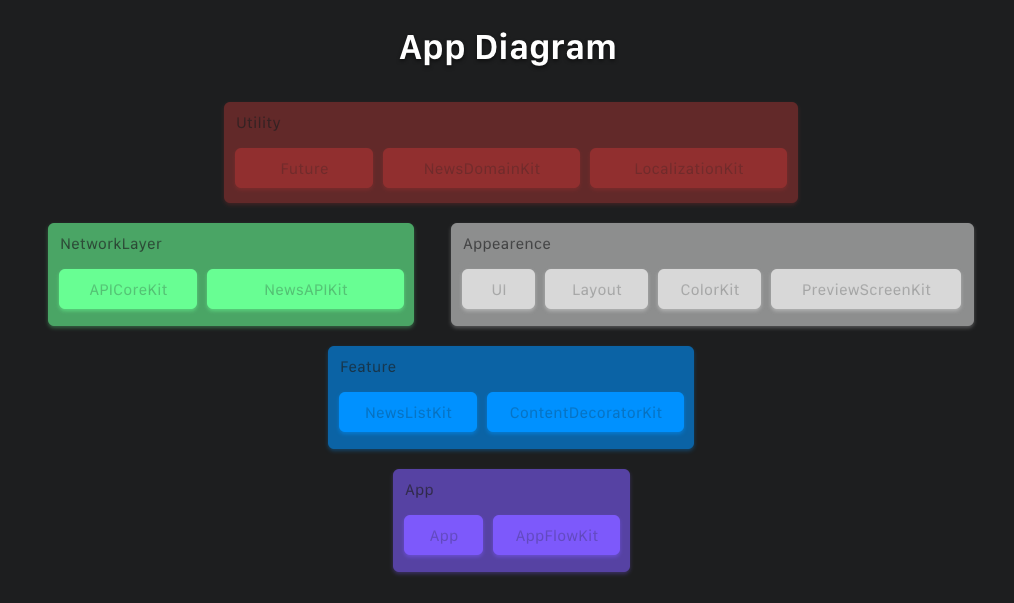 App Diagram
Utility
Future NewsDomainKit LocalizationKit
NetworkLayer
APICoreKit NewsAPIKit
Appearence
UI Layout ColorKit PreviewScreenKit
Feature
NewsListKit ContentDecoratorKit
App
App AppFlowKit